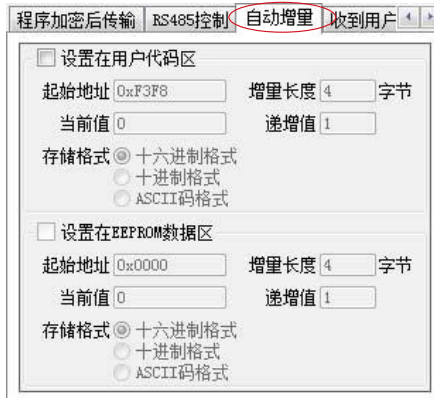 程序加密后传输 RS485控制 自动增量 收到用户
设置在用户代码区
起始地址 0xF3F8 增量长度 4 字节
当前值 0 递增值 1
存储格式 十六进制格式
十进制格式
ASCII码格式
设置在EEPROM数据区
起始地址 0x0000 增量长度 4 字节
当前值 0 递增值 1
存储格式 十六进制格式
十进制格式
ASCII码格式